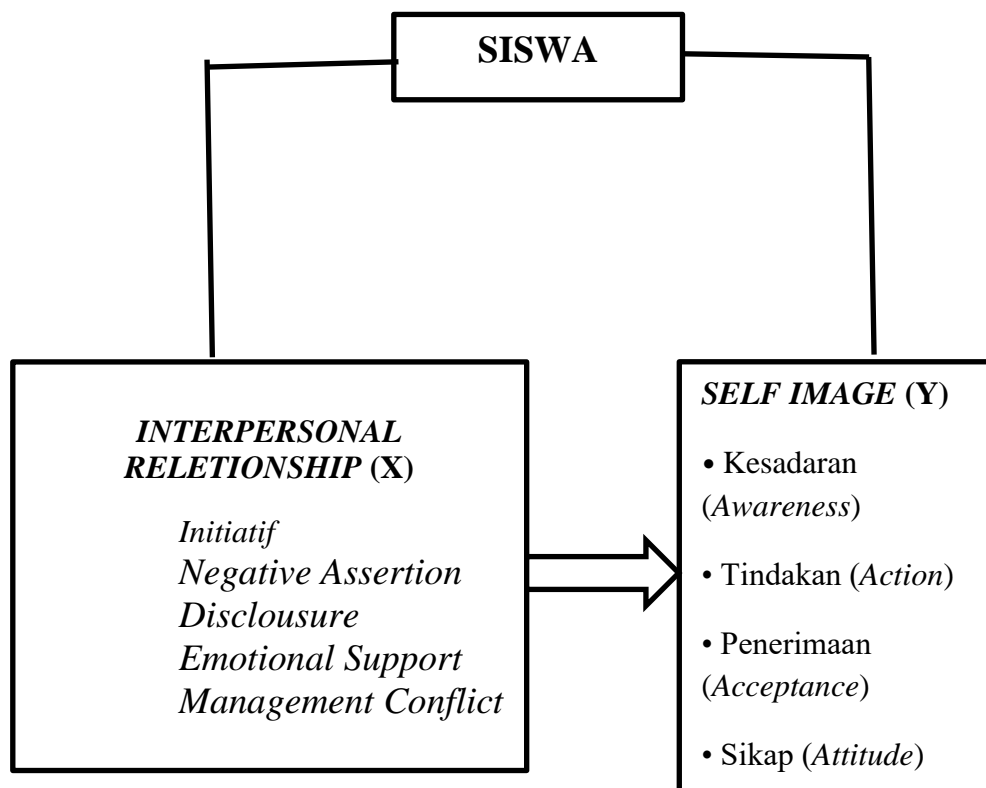 SISWA
INTERPERSONAL
RELETIONSHIP (X)
Initiatif
Negative Assertion
Disclousure
Emotional Support
Management Conflict
SELF IMAGE (Y)
• Kesadaran
(Awareness)
• Tindakan (Action)
• Penerimaan
(Acceptance)
• Sikap (Attitude)